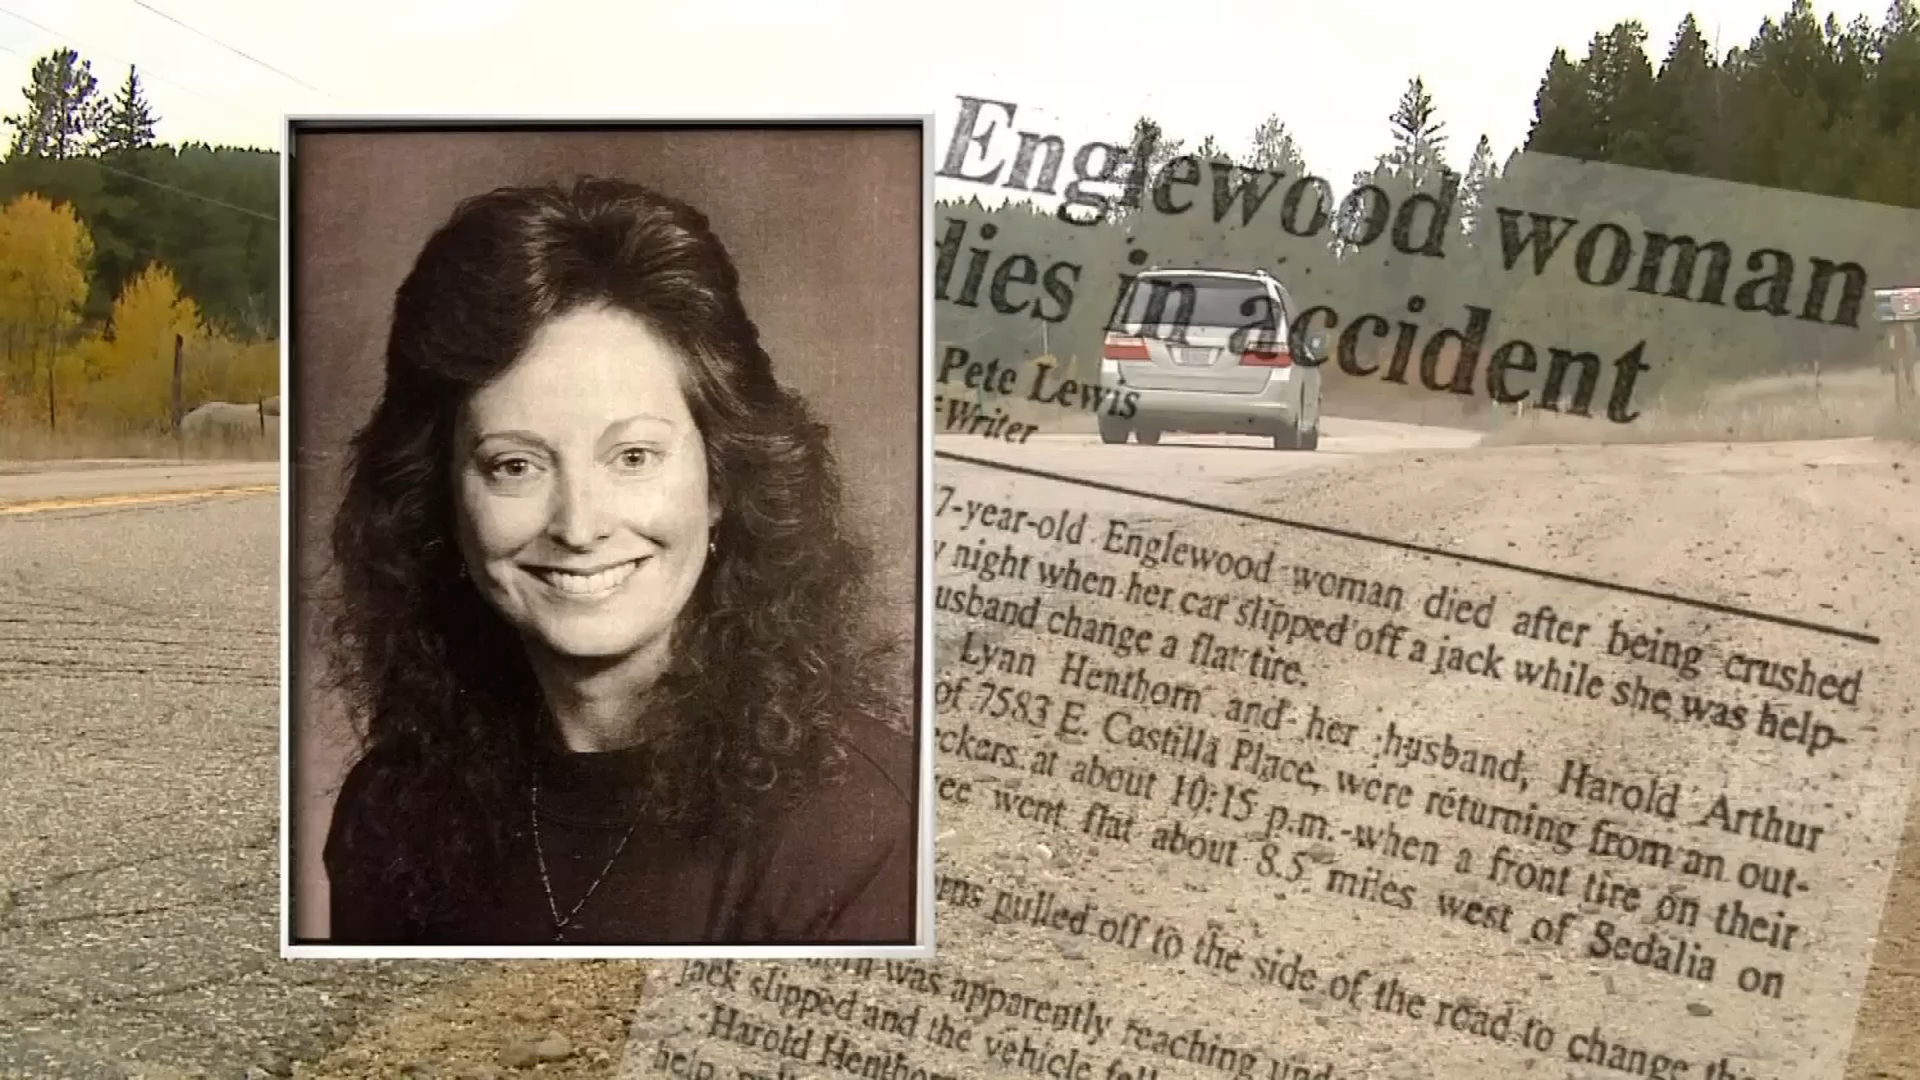 Englewood woman
dies in accident
Pete Lewis
Writer
7-year-old Englewood woman died after being crushed
night when her car slipped off a jack while she was help-
usband change a flat tire.
Lynn Henthorn and her husband, Harold Arthur
of 7583 E. Costilla Place, were returning from an out-
eckers at about 10:15 p.m. when a front tire on their
went flat about 8.5 miles west of Sedalia on
rns pulled off to the side of the road to change
was apparently reaching
jack slipped and the vehicle
Harold Henthorn
help